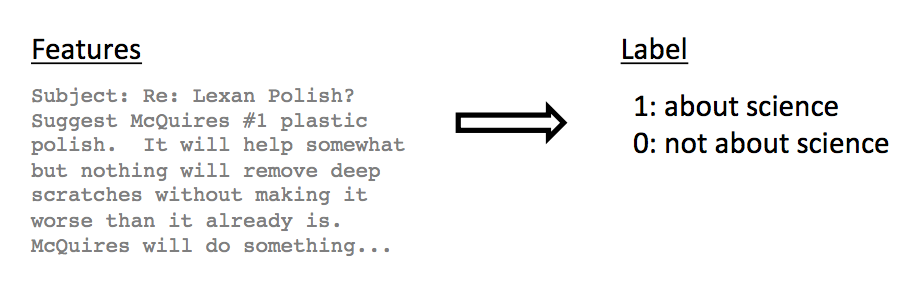 Features
Subject: Re: Lexan Polish?
Suggest McQuires #1 plastic
polish.  It will help somewhat
but nothing will remove deep
scratches without making it
worse than it already is.
McQuires will do something...
Label
1: about science
0: not about science